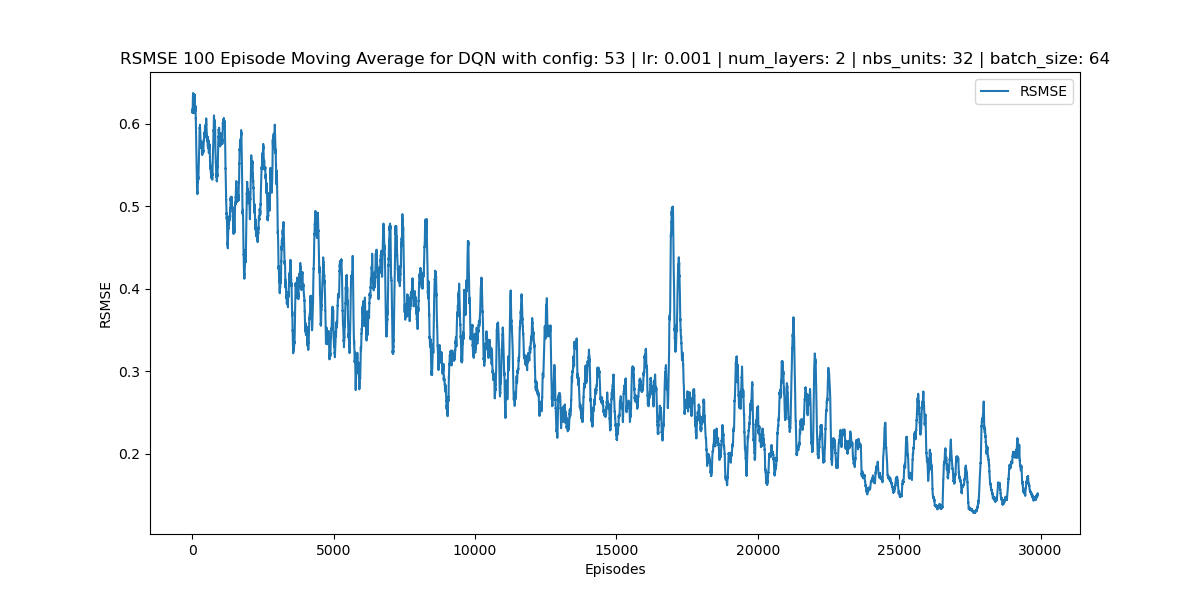 RSMSE 100 Episode Moving Average for DQN with config: 53 | lr: 0.001 | num_layers: 2 | nbs_units: 32 | batch_size: 64
RSMSE
0.6
0.5
0.4
0.3
0.2
RSMSE
0 5000 10000 15000 20000 25000 30000
Episodes